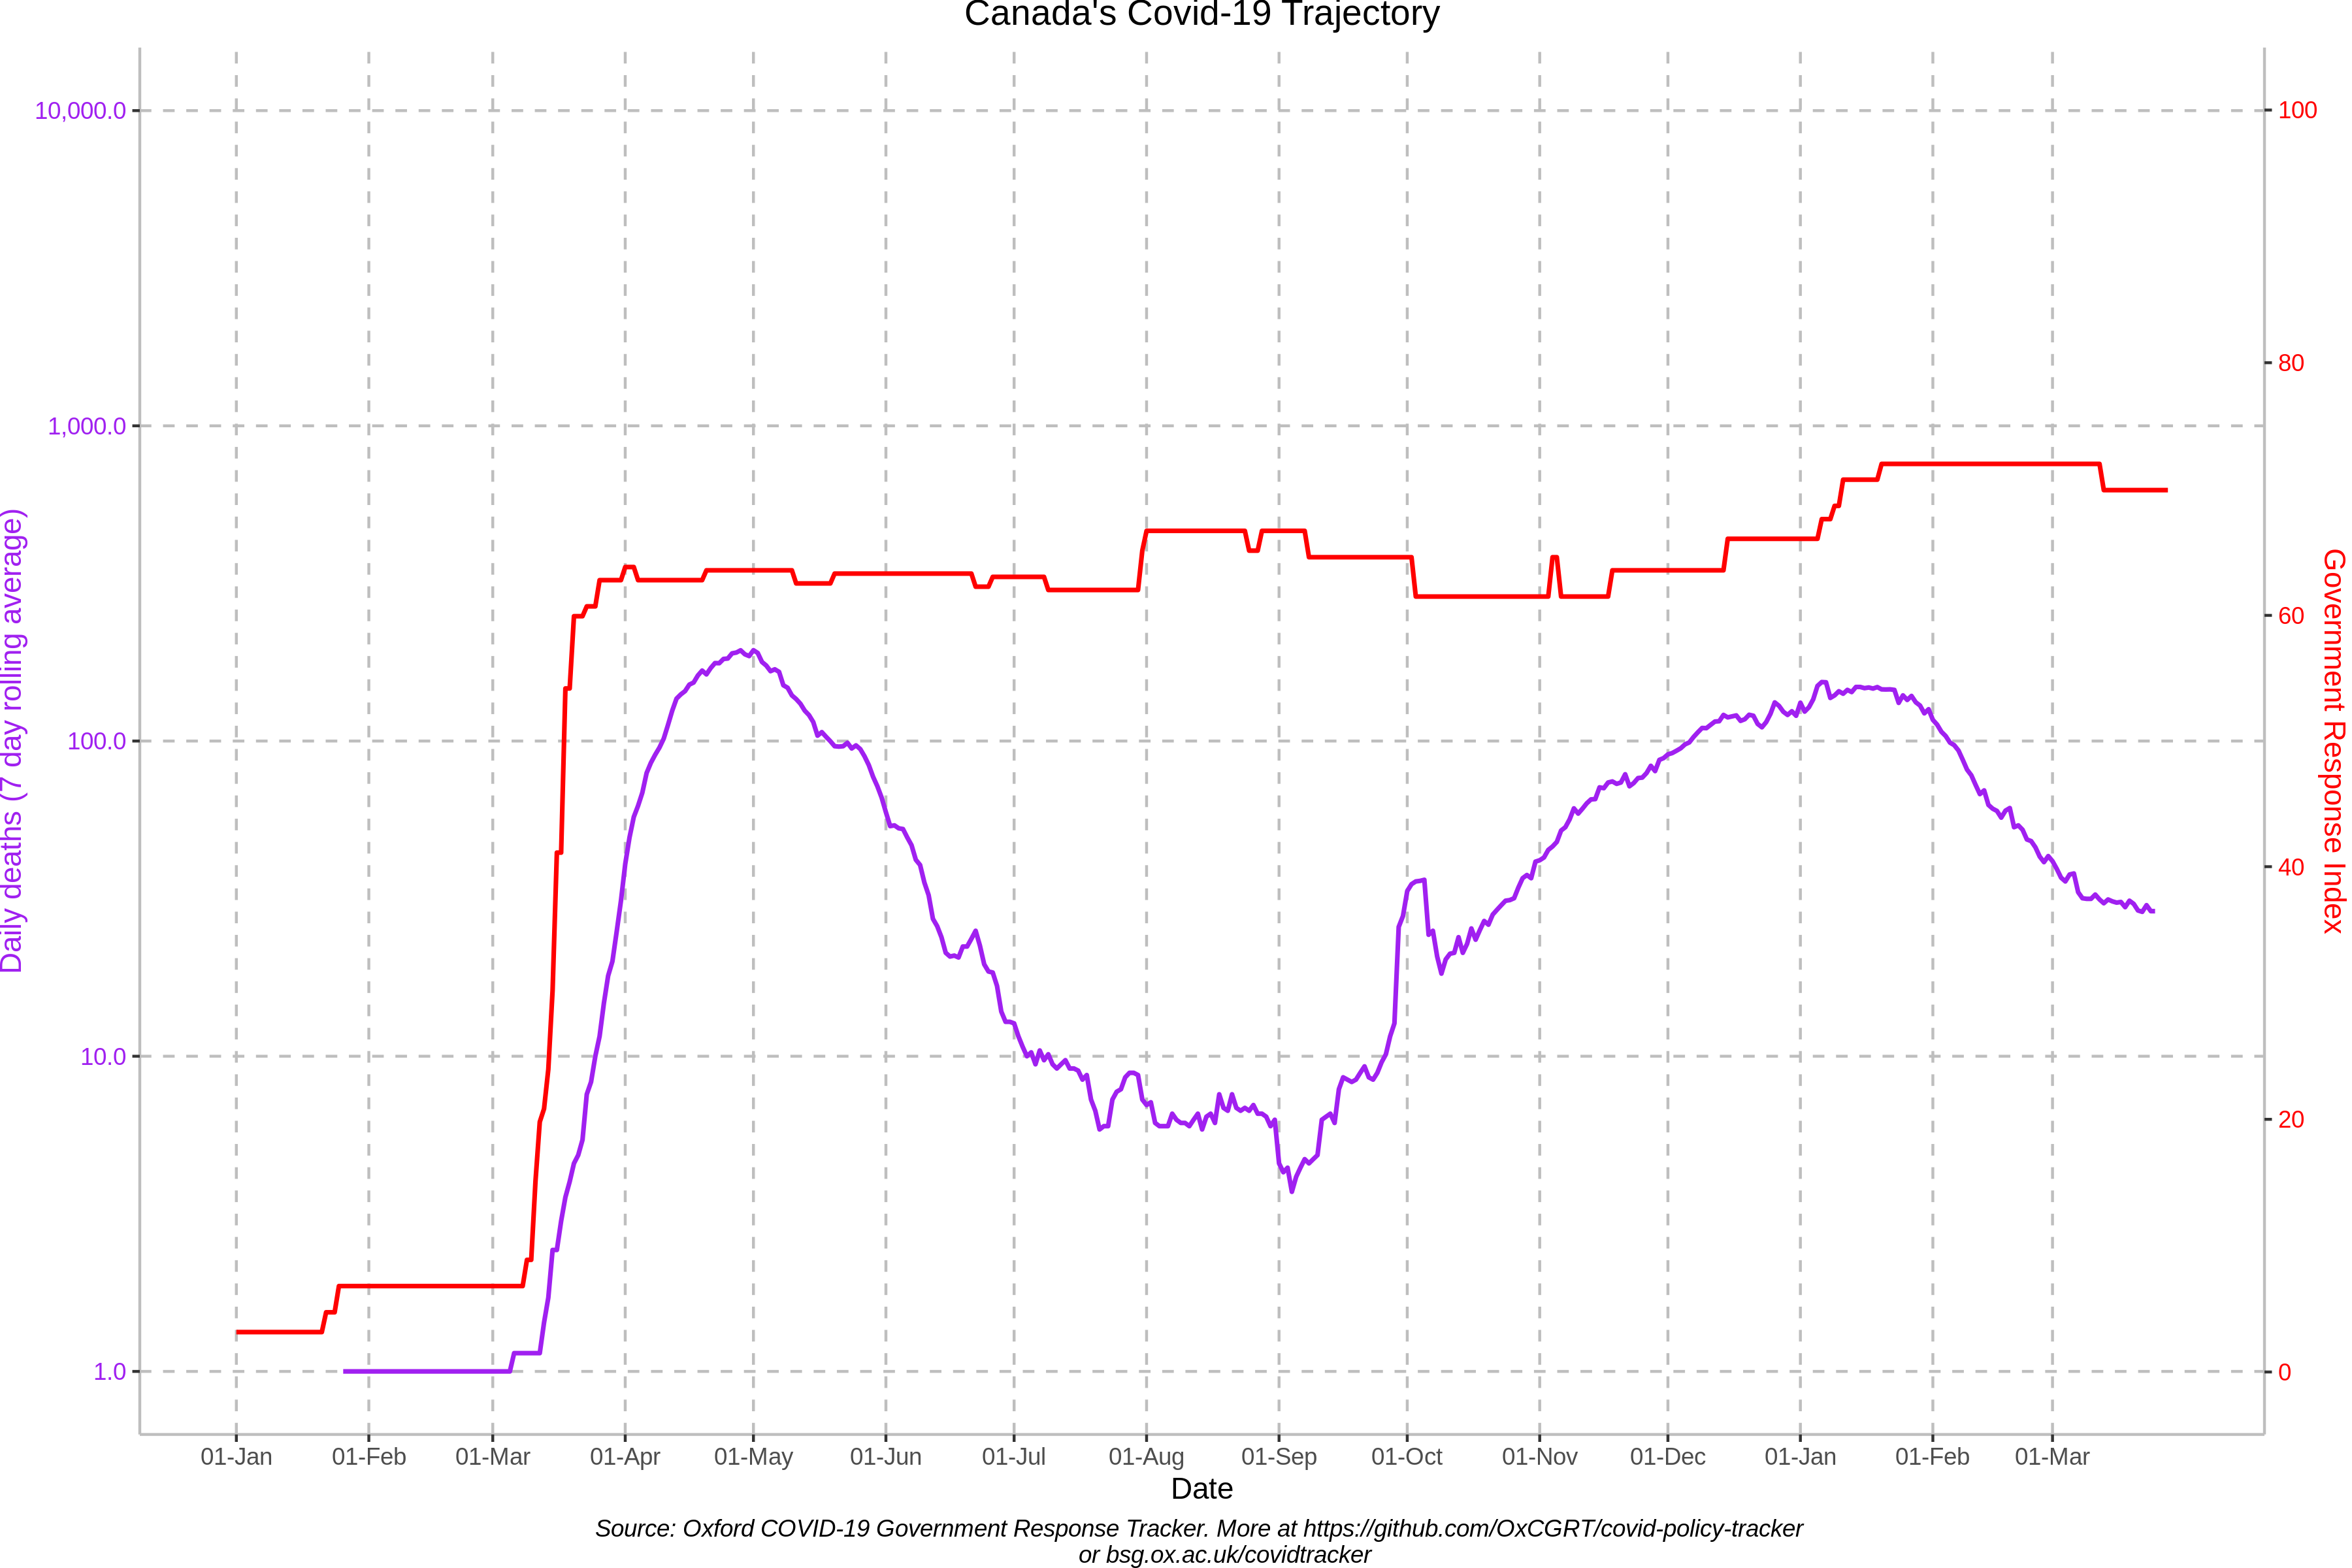 Canada's Covid-19 Trajectory
10,000.0
1,000.0
100.0
10.0
1.0
Daily deaths (7 day rolling average)
100
80
60
40
20
0
Government Response Index
01-Jan 01-Feb 01-Mar 01-Apr 01-May 01-Jun 01-Jul 01-Aug 01-Sep 01-Oct 01-Nov 01-Dec 01-Jan 01-Feb 01-Mar
Date
Source: Oxford COVID-19 Government Response Tracker. More at https://github.com/OxCGRT/covid-policy-tracker
or bsg.ox.ac.uk/covidtracker